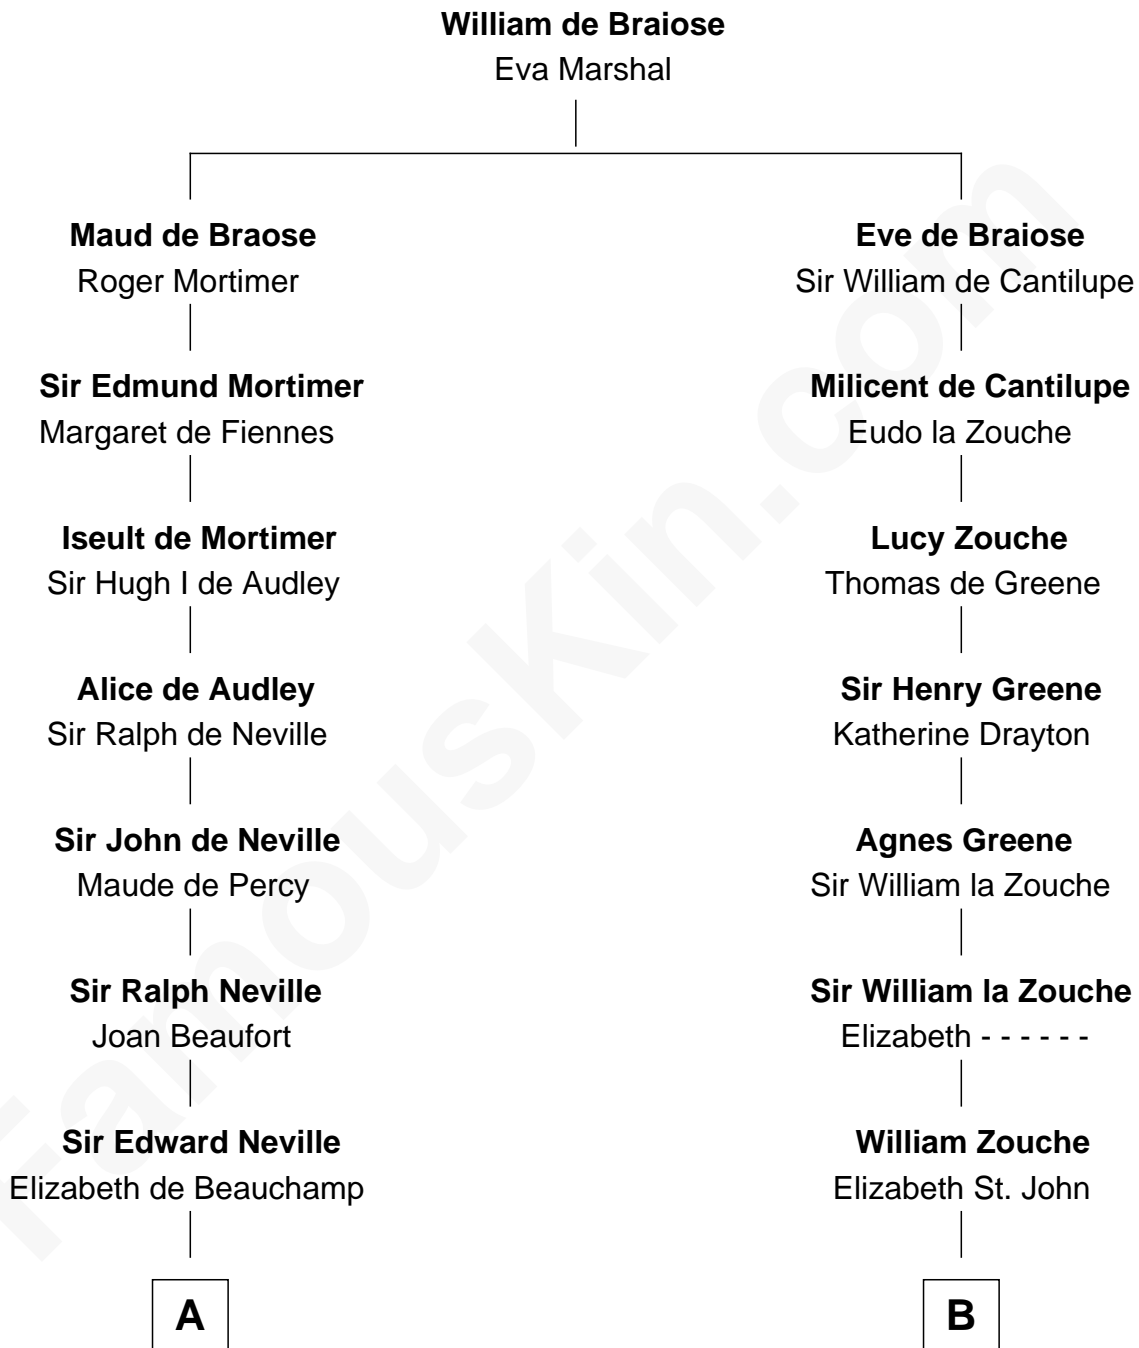 William de Braiose
Eva Marshal
Maud de Braose
Roger Mortimer
Eve de Braiose
Sir William de Cantilupe
Sir Edmund Mortimer
Margaret de Fiennes
Milicent de Cantilupe
Eudo la Zouche
Iseult de Mortimer
Sir Hugh I de Audley
Lucy Zouche
Thomas de Greene
Alice de Audley
Sir Ralph de Neville
Sir Henry Greene
Katherine Drayton
Sir John de Neville
Maude de Percy
Agnes Greene
Sir William la Zouche
Sir Ralph Neville
Joan Beaufort
Sir William la Zouche
Elizabeth - - - - - -
Sir Edward Neville
Elizabeth de Beauchamp
William Zouche
Elizabeth St. John
A
B
FamousKin.com